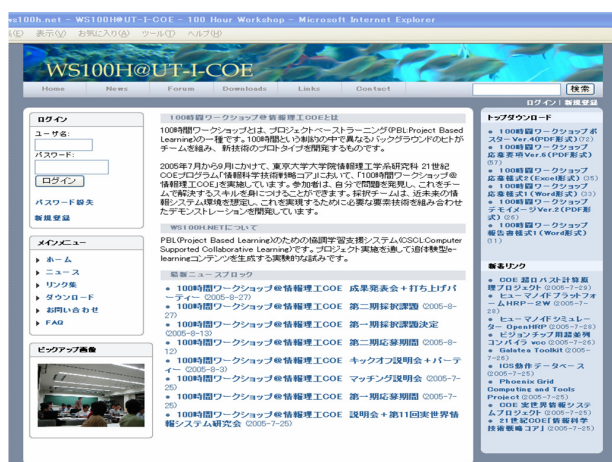 ws100h.net - WS100H@UT-I-COE - 100 Hour Workshop - Microsoft Internet Explorer
表示(V) お気に入り(A) ツール(T) ヘルプ(H)
WS100H@UT-I-COE
Home News Forum Downloads Links Contact
検索
ログイン | 新規登録
ログイン
ユーザ名:
パスワード:
ログイン
パスワード紛失
新規登録
メインメニュー
ホーム
ニュース
リンク集
ダウンロード
お問い合わせ
FAQ
ピックアップ画像
100時間ワークショップ@情報理工COEとは
100時間ワークショップとは、プロジェクトベースト
ラーニング(PBL:Project Based
Learning)の一種です。100時間という制約の中で異なるバックグラウンドのヒトが
チームを組み、新技術のプロトタイプを開発するものです。
2005年7月から9月にかけて、東京大学大学院情報理工学系研究科 21世紀
COEプログラム「情報科学技術戦略コア」において、「100時間ワークショップ@
情報理工COE」を実施しています。参加者は、自分で問題を発見し、これをチー
ムで解決するスキルを身につけることができます。採択チームは、近未来の情
報システム環境を想定し、これを実現するために必要な要素技術を組み合わせ
たデモンストレーションを開発しています。
WS100H.NETについて
PBL(Project Based Learning)のための協調学習支援システム(CSCL:Computer
Supported Collaborative Learning)です。プロジェクト実施を通して追体験型e-
learningコンテンツを生成する実験的な試みです。
最新ニュースブロック
100時間ワークショップ@情報理工COE 成果発表会+打ち上げパ
ーティー (2005-8-27)
100時間ワークショップ@情報理工COE 第二期採択課題 (2005-8-
27)
100時間ワークショップ@情報理工COE 第一期採択課題決定
(2005-8-13)
100時間ワークショップ@情報理工COE 第二期応募期間 (2005-8-
12)
100時間ワークショップ@情報理工COE キックオフ説明会+パーテ
ィー (2005-8-3)
100時間ワークショップ@情報理工COE マッチング説明会 (2005-7-
25)
100時間ワークショップ@情報理工COE 第一期応募期間 (2005-7-
25)
100時間ワークショップ@情報理工COE 説明会+第11回実世界情
報システム研究会 (2005-7-25)
トップダウンロード
100時間ワークショップポ
スターVer.4(PDF形式) (72)
100時間ワークショップ
応募要項Ver.6(PDF形式)
(57)
100時間ワークショップ
応募様式2(Excel形式) (35)
100時間ワークショップ
応募様式1(Word形式) (33)
100時間ワークショップ
デモイメージVer.2(PDF形
式) (26)
100時間ワークショップ
報告書様式1(Word形式)
(11)
新着リンク
COE 超ロバスト計算原
理プロジェクト (2005-7-29)
ヒューマノイドプラットフォ
ームHRP-2W (2005-7-
28)
ヒューマノイドシミュレー
ター OpenHRP (2005-7-28)
ビジョンチップ用超並列
コンパイラ vcc (2005-7-26)
Galatea Toolkit (2005-
7-26)
ICS動作データベース
(2005-7-25)
Phoenix Grid
Computing and Tools
Project (2005-7-25)
COE 実世界情報システ
ムプロジェクト (2005-7-25)
21世紀COE「情報科学
技術戦略コア」 (2005-7-25)